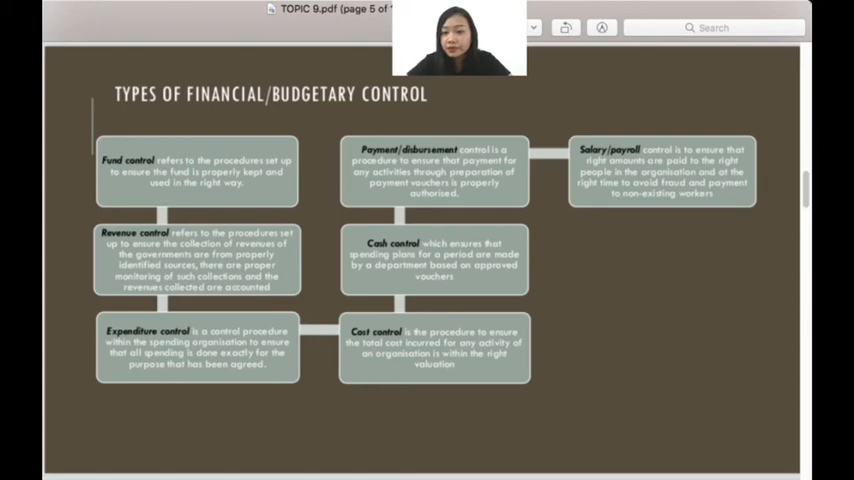 TOPIC 9.pdf (page 5 of
Search
TYPES OF FINANCIAL/BUDGETARY CONTROL
Fund control refers to the procedures set up
to ensure the fund is properly kept and
used in the right way.
Revenue control refers to the procedures set
up to ensure the collection of revenues of
the governments are from properly
identified sources, there are proper
monitoring of such collections and the
revenues collected are accounted
Expenditure control is a control procedure
within the spending organisation to ensure
that all spending is done exactly for the
purpose that has been agreed.
Cost control is the procedure to ensure
the total cost incurred for any activity of
an organisation is within the right
valuation
Cash control which ensures that
spending plans for a period are made
by a department based on approved
vouchers
Payment/disbursement control is a
procedure to ensure that payment for
any activities through preparation of
payment vouchers is properly
authorised.
Salary/payroll control is to ensure that
right amounts are paid to the right
people in the organisation and at
the right time to avoid fraud and payment
to non-existing workers